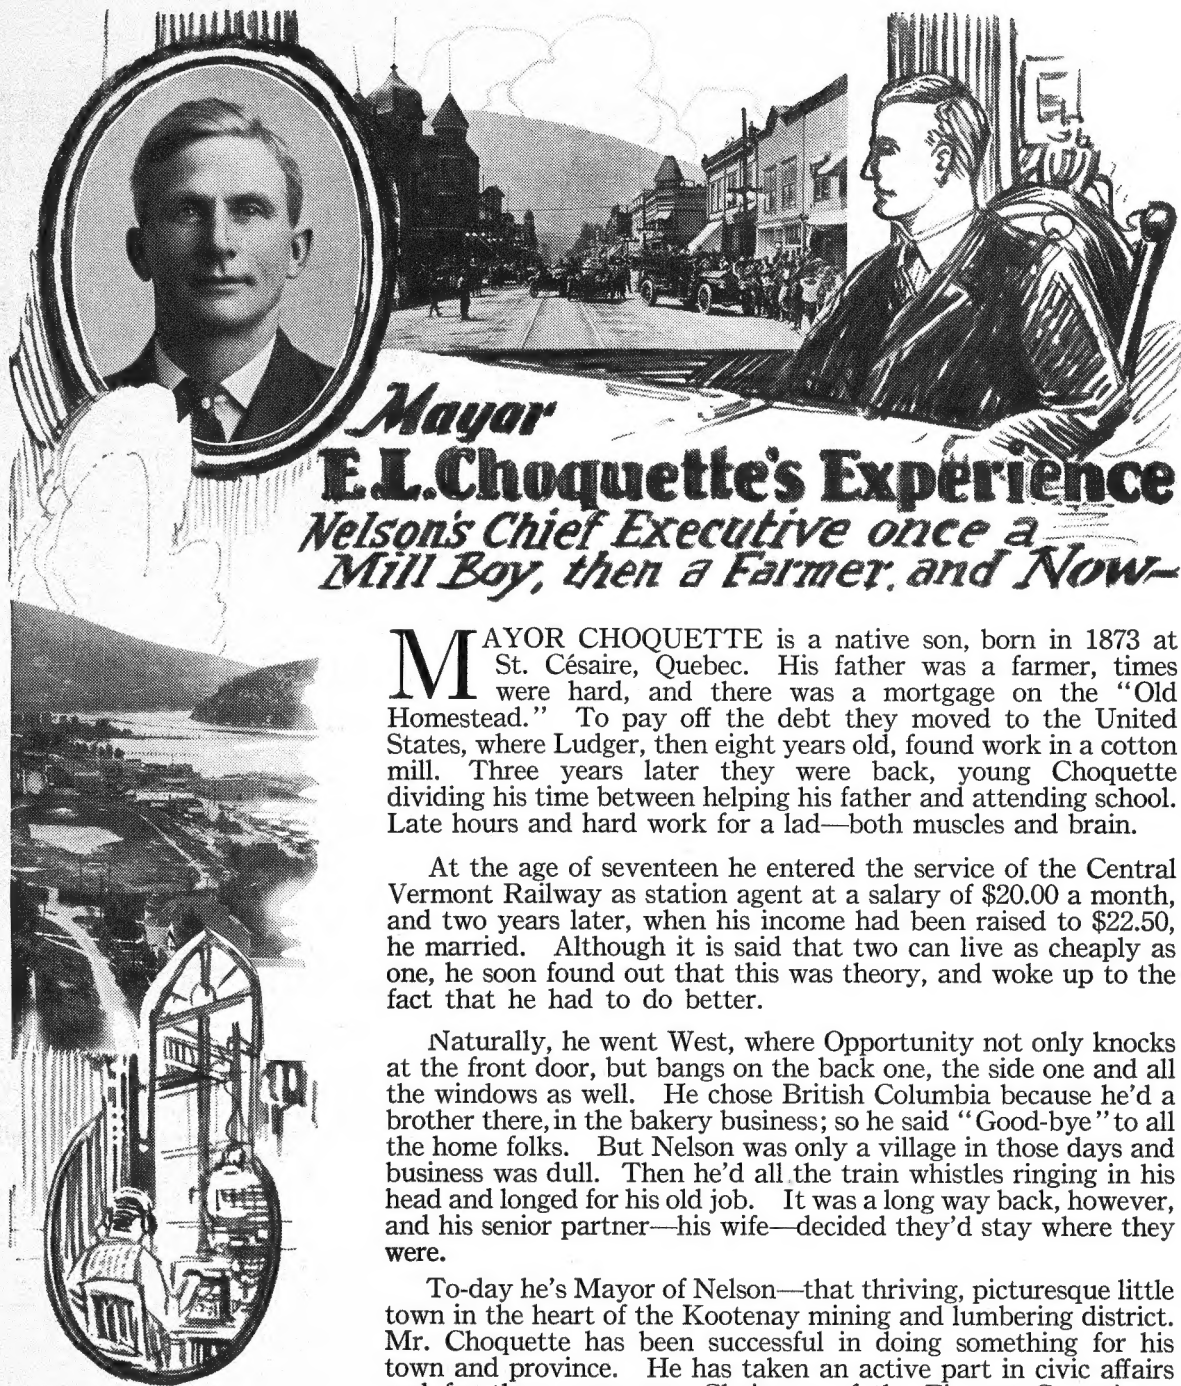 Mayor
E.L. Choquette's Experience
Nelson's Chief Executive once a
Mill Boy, then a Farmer, and Now—
MAYOR CHOQUETTE is a native son, born in 1873 at
St. Césaire, Quebec. His father was a farmer, times
were hard, and there was a mortgage on the "Old
Homestead." To pay off the debt they moved to the United
States, where Ludger, then eight years old, found work in a cotton
mill. Three years later they were back, young Choquette
dividing his time between helping his father and attending school.
Late hours and hard work for a lad—both muscles and brain.
At the age of seventeen he entered the service of the Central
Vermont Railway as station agent at a salary of $20.00 a month,
and two years later, when his income had been raised to $22.50,
he married. Although it is said that two can live as cheaply as
one, he soon found out that this was theory, and woke up to the
fact that he had to do better.
Naturally, he went West, where Opportunity not only knocks
at the front door, but bangs on the back one, the side one and all
the windows as well. He chose British Columbia because he'd a
brother there, in the bakery business; so he said "Good-bye" to all
the home folks. But Nelson was only a village in those days and
business was dull. Then he'd all the train whistles ringing in his
head and longed for his old job. It was a long way back, however,
and his senior partner—his wife—decided they'd stay where they
were.
To-day he's Mayor of Nelson—that thriving, picturesque little
town in the heart of the Kootenay mining and lumbering district.
Mr. Choquette has been successful in doing something for his
town and province. He has taken an active part in civic affairs